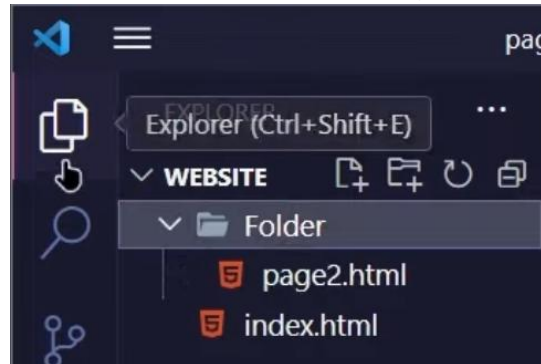 pag
EXPLORER
Explorer (Ctrl+Shift+E)
WEBSITE
Folder
page2.html
index.html